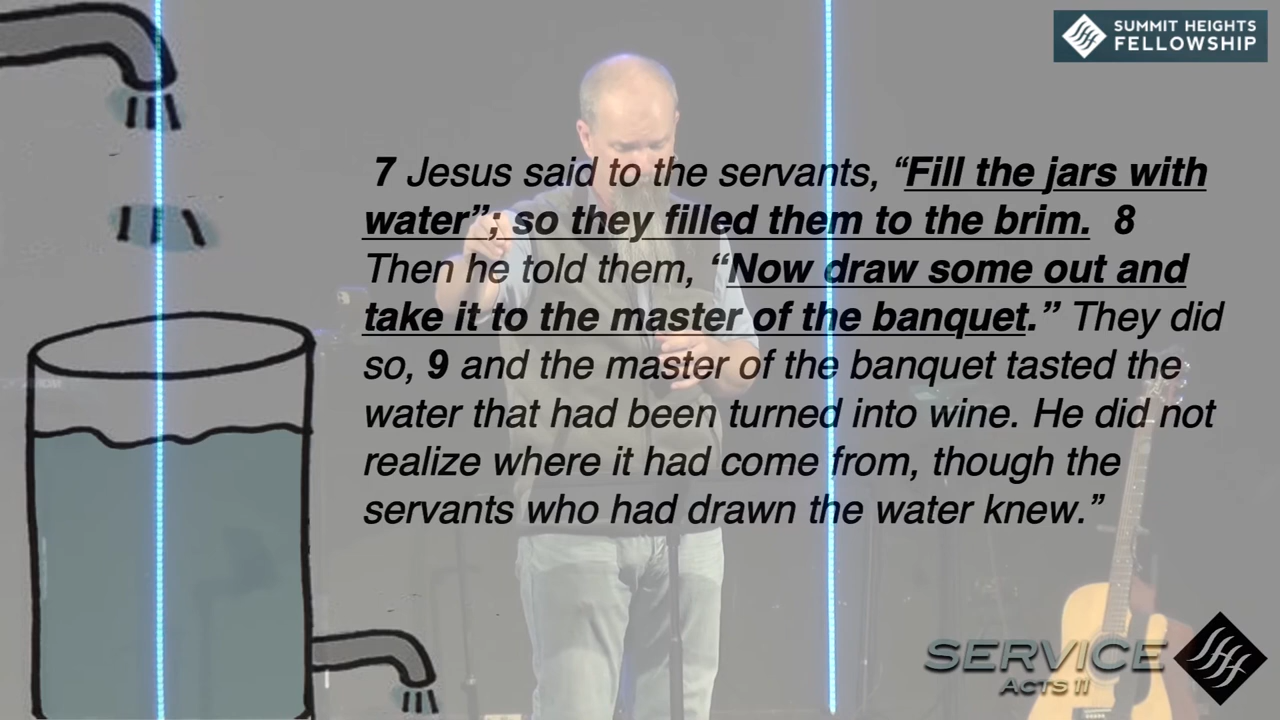 SUMMIT HEIGHTS
FELLOWSHIP
7 Jesus said to the servants, “Fill the jars with
water”; so they filled them to the brim. 8
Then he told them, “Now draw some out and
take it to the master of the banquet.” They did
so, 9 and the master of the banquet tasted the
water that had been turned into wine. He did not
realize where it had come from, though the
servants who had drawn the water knew.”
SERVICE
ACTS 11